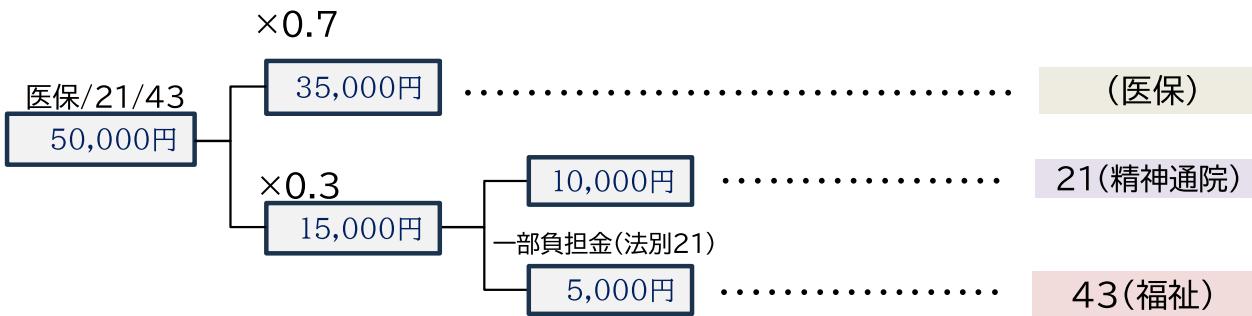 ×0.7
医保/21/43
50,000円
35,000円
(医保)
×0.3
15,000円
10,000円
21(精神通院)
一部負担金(法別21)
5,000円
43(福祉)